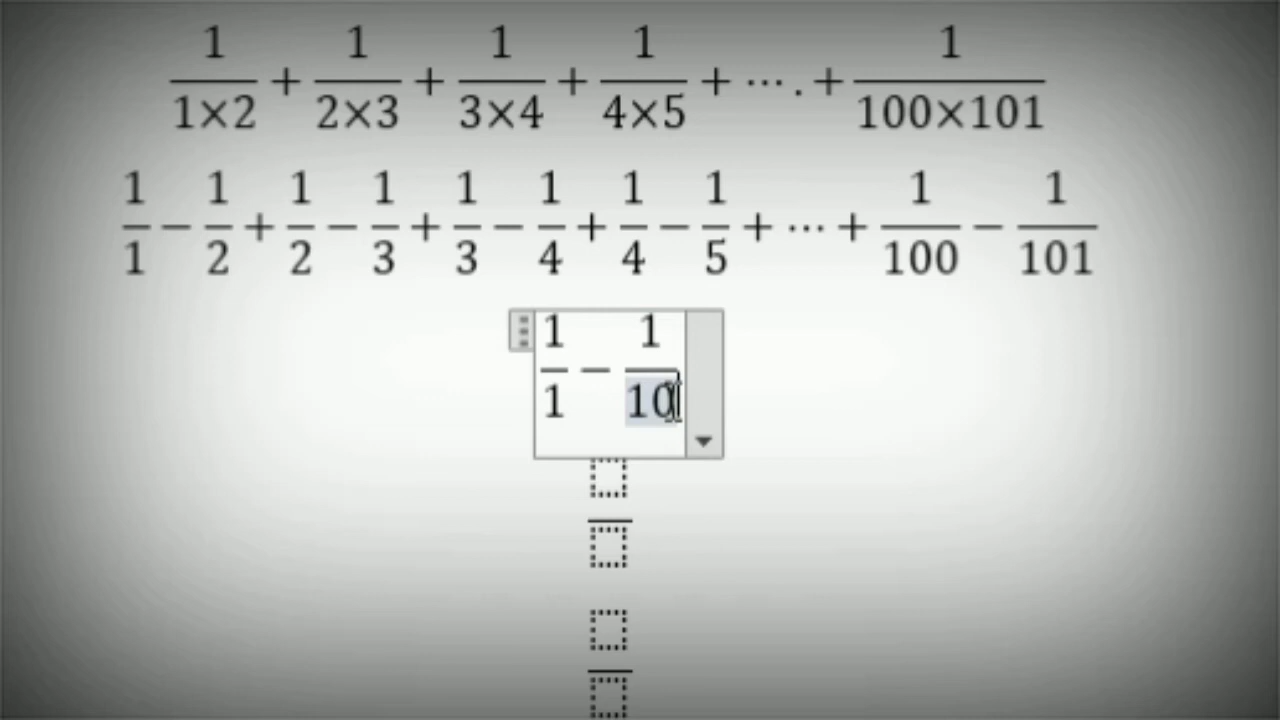 1/1×2 + 1/2×3 + 1/3×4 + 1/4×5 + ⋯. + 1/100×101
1/1 − 1/2 + 1/2 − 1/3 + 1/3 − 1/4 + 1/4 − 1/5 + ⋯ + 1/100 − 1/101
1/1 − 1/10